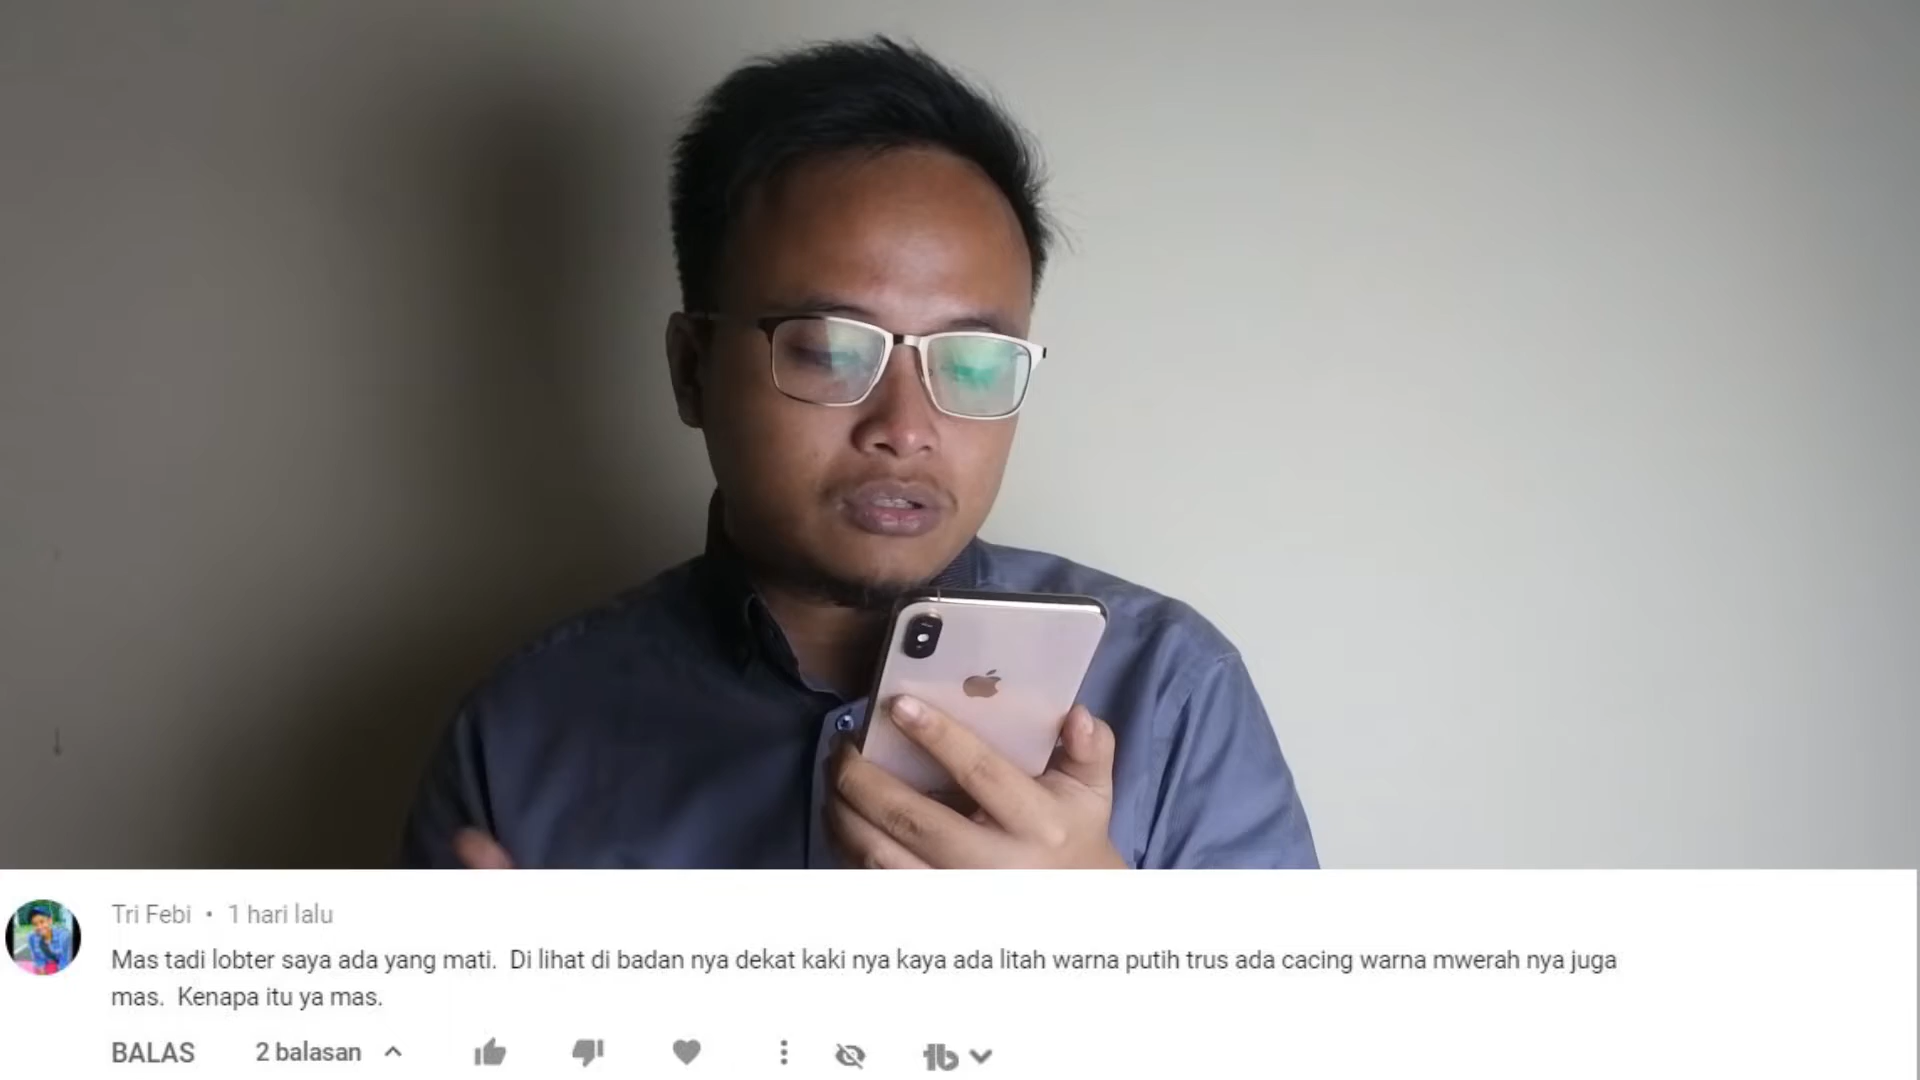 Tri Febi • 1 hari lalu
Mas tadi lobter saya ada yang mati. Di lihat di badan nya dekat kaki nya kaya ada litah warna putih trus ada cacing warna mwerah nya juga
mas. Kenapa itu ya mas.
BALAS 2 balasan